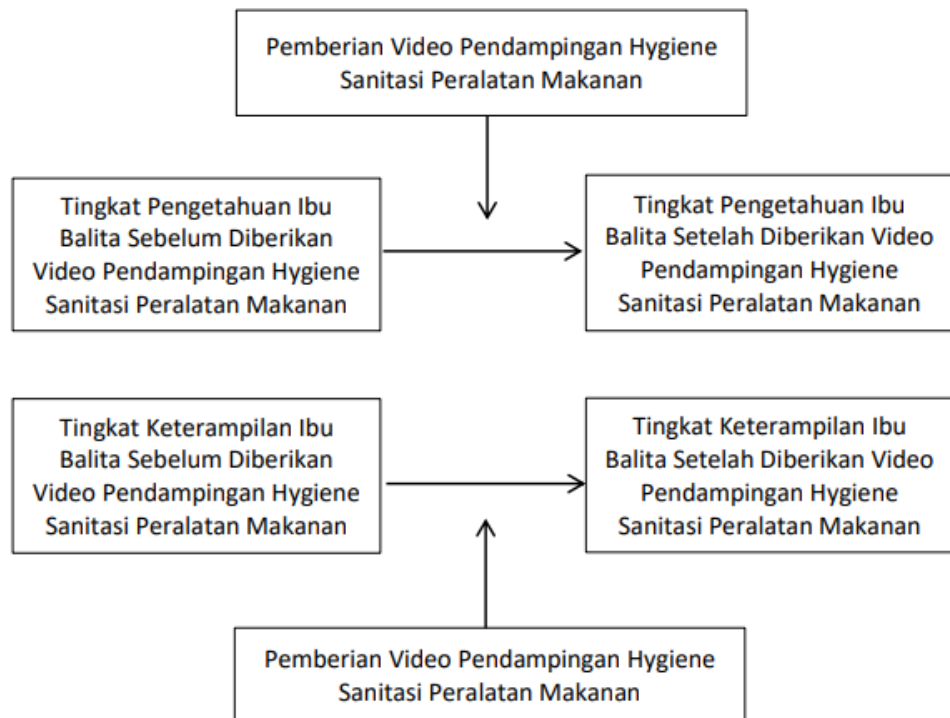 Pemberian Video Pendampingan Hygiene
Sanitasi Peralatan Makanan
Tingkat Pengetahuan Ibu
Balita Sebelum Diberikan
Video Pendampingan Hygiene
Sanitasi Peralatan Makanan
Tingkat Pengetahuan Ibu
Balita Setelah Diberikan Video
Pendampingan Hygiene
Sanitasi Peralatan Makanan
Tingkat Keterampilan Ibu
Balita Sebelum Diberikan
Video Pendampingan Hygiene
Sanitasi Peralatan Makanan
Tingkat Keterampilan Ibu
Balita Setelah Diberikan Video
Pendampingan Hygiene
Sanitasi Peralatan Makanan
Pemberian Video Pendampingan Hygiene
Sanitasi Peralatan Makanan